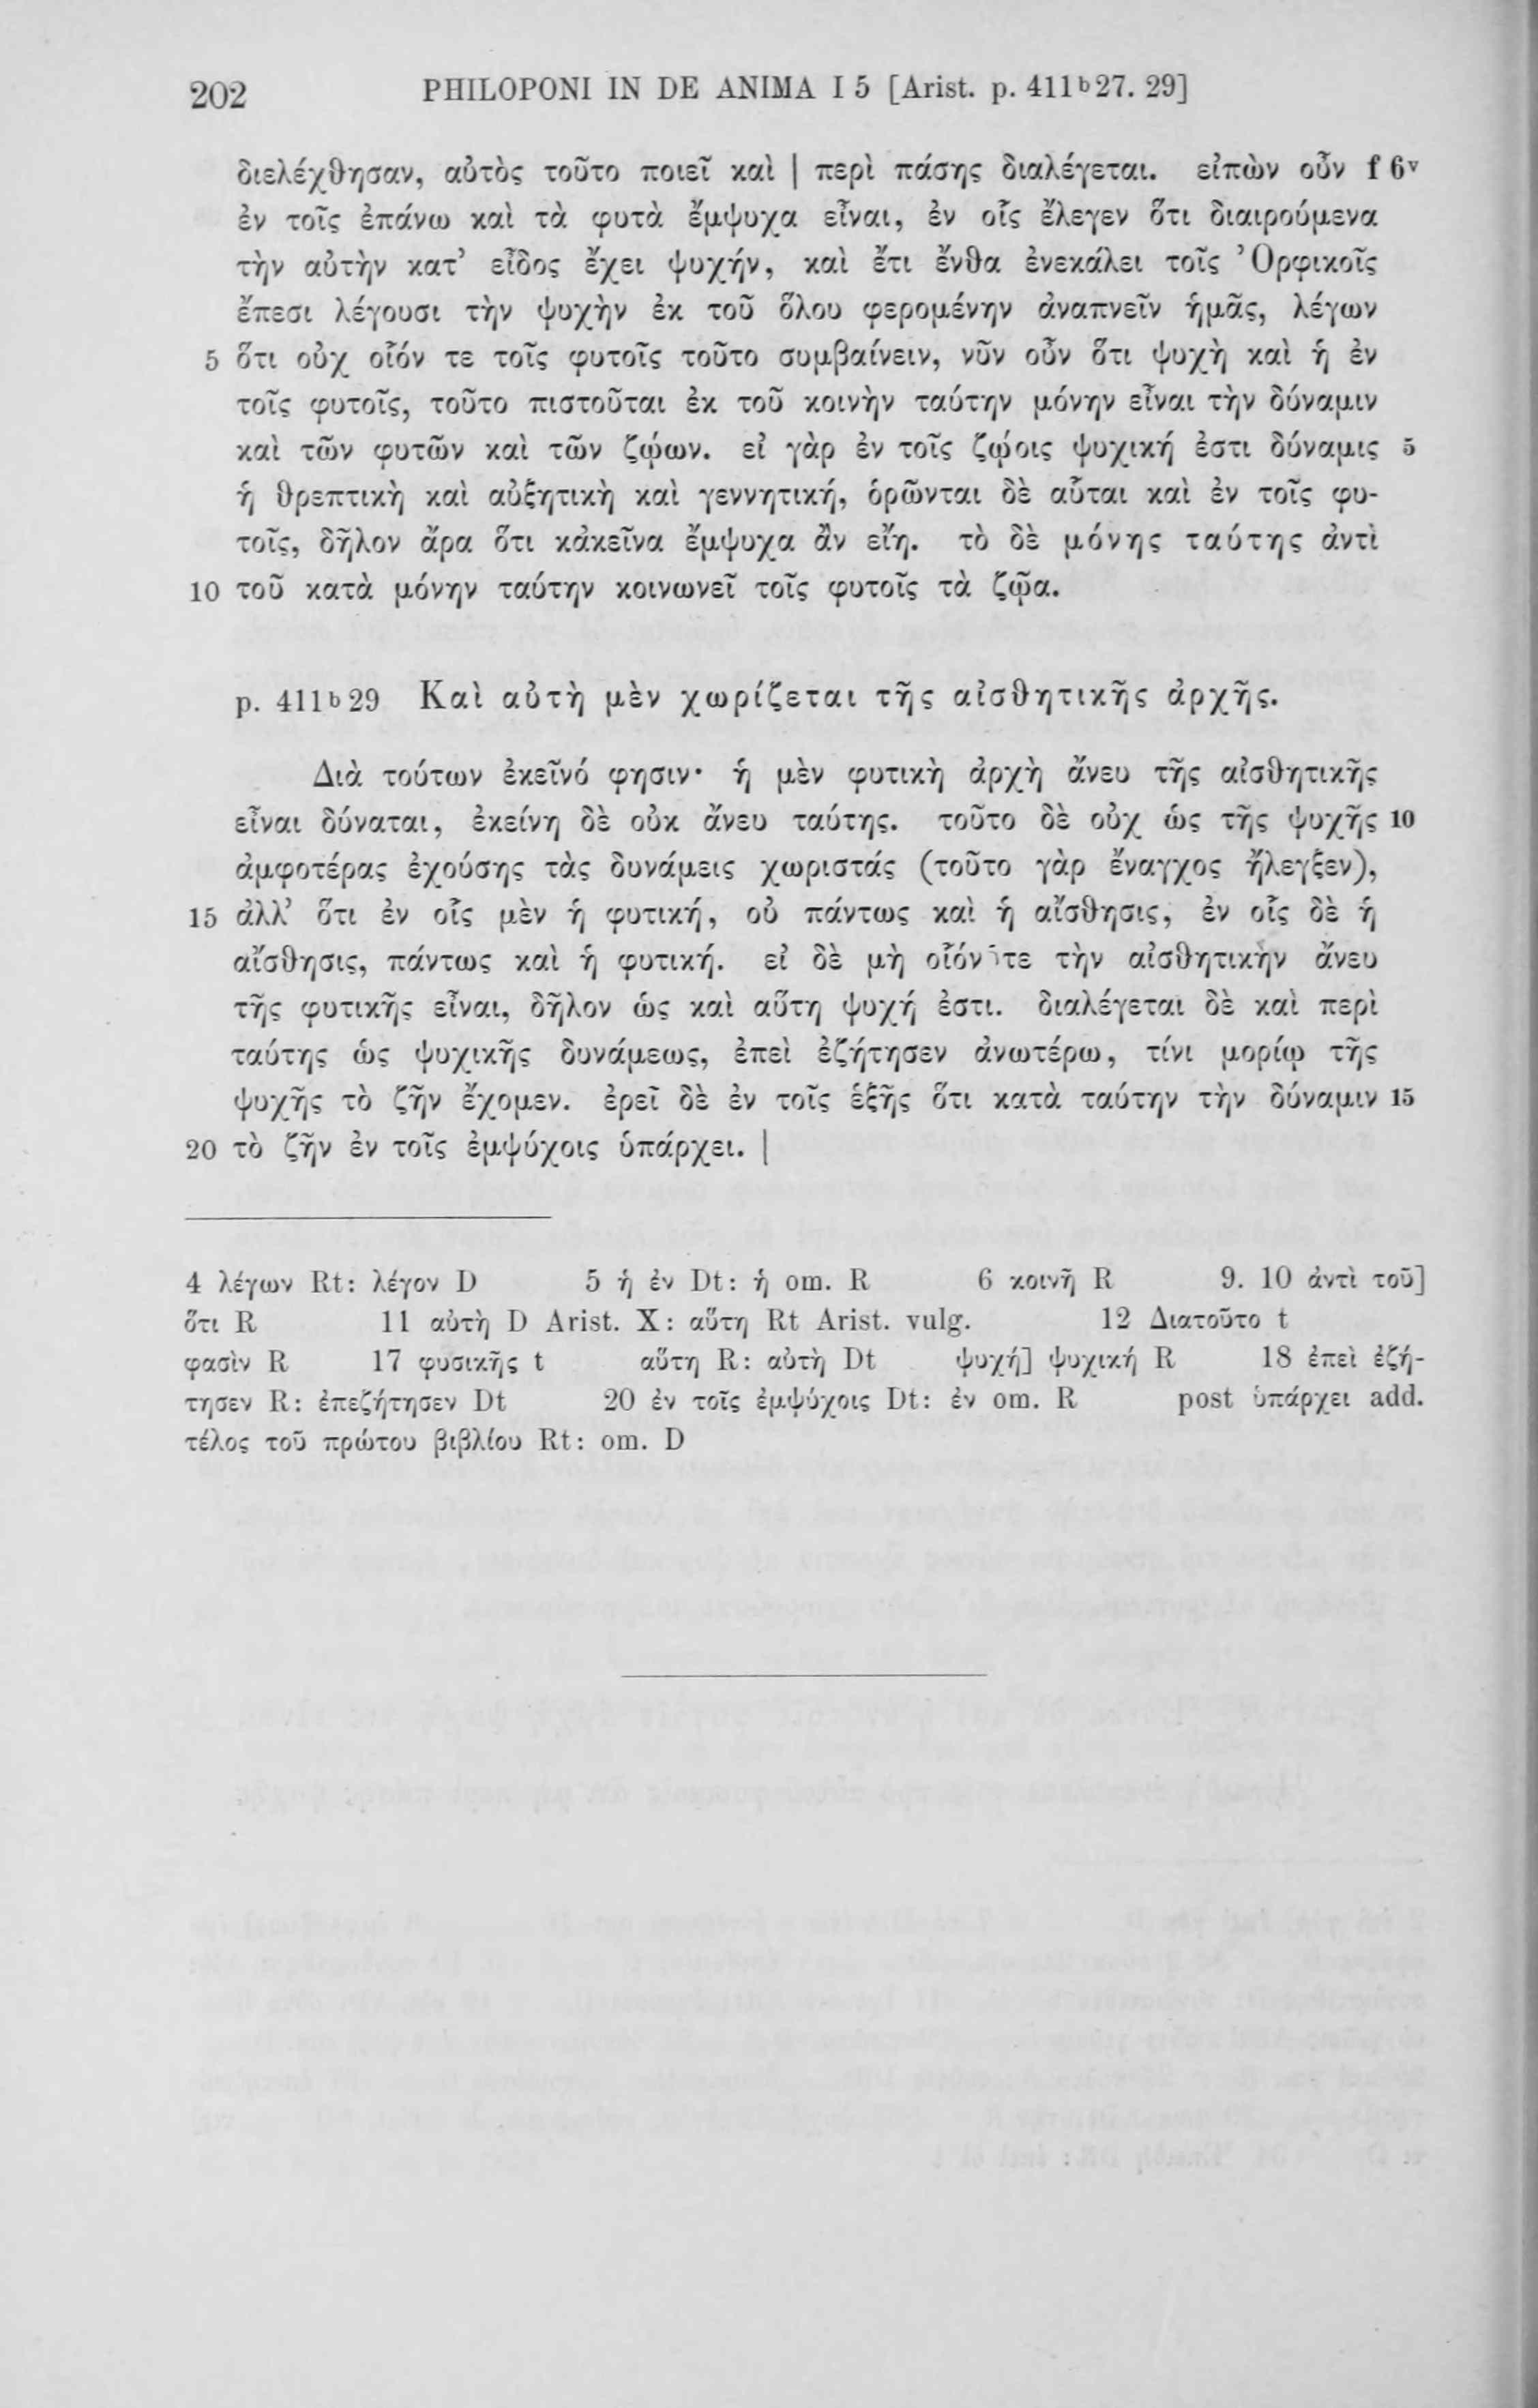 202 PHILOPONI IN DE ANIMA I 5 [Arist. p. 411b27. 29]
διελέχθησαν, αὐτὸς τοῦτο ποιεῖ καὶ | περὶ πάσης διαλέγεται. εἰπὼν οὖν f 6v
ἐν τοῖς ἐπάνω καὶ τὰ φυτὰ ἔμψυχα εἶναι, ἐν οἷς ἔλεγεν ὅτι διαιρούμενα
τὴν αὐτὴν κατ’ εἶδος ἔχει ψυχήν, καὶ ἔτι ἔνθα ἐνεκάλει τοῖς Ὀρφικοῖς
ἔπεσι λέγουσι τὴν ψυχὴν ἐκ τοῦ ὅλου φερομένην ἀναπνεῖν ἡμᾶς, λέγων
5 ὅτι οὐχ οἷόν τε τοῖς φυτοῖς τοῦτο συμβαίνειν, νῦν οὖν ὅτι ψυχὴ καὶ ἡ ἐν
τοῖς φυτοῖς, τοῦτο πιστοῦται ἐκ τοῦ κοινὴν ταύτην μόνην εἶναι τὴν δύναμιν
καὶ τῶν φυτῶν καὶ τῶν ζῴων. εἰ γὰρ ἐν τοῖς ζῴοις ψυχική ἐστι δύναμις 5
ἡ θρεπτικὴ καὶ αὐξητικὴ καὶ γεννητική, ὁρῶνται δὲ αὗται καὶ ἐν τοῖς φυ-
τοῖς, δῆλον ἄρα ὅτι κἀκεῖνα ἔμψυχα ἂν εἴη. τὸ δὲ μόνης ταύτης ἀντὶ
10 τοῦ κατὰ μόνην ταύτην κοινωνεῖ τοῖς φυτοῖς τὰ ζῷα.
p. 411b29 Καὶ αὐτὴ μὲν χωρίζεται τῆς αἰσθητικῆς ἀρχῆς.
Διὰ τούτων ἐκεῖνό φησιν· ἡ μὲν φυτικὴ ἀρχὴ ἄνευ τῆς αἰσθητικῆς
εἶναι δύναται, ἐκείνη δὲ οὐκ ἄνευ ταύτης. τοῦτο δὲ οὐχ ὡς τῆς ψυχῆς 10
ἀμφοτέρας ἐχούσης τὰς δυνάμεις χωριστάς (τοῦτο γὰρ ἔναγχος ἤλεγξεν),
15 ἀλλ’ ὅτι ἐν οἷς μὲν ἡ φυτική, οὐ πάντως καὶ ἡ αἴσθησις, ἐν οἷς δὲ ἡ
αἴσθησις, πάντως καὶ ἡ φυτική. εἰ δὲ μὴ οἷόν τε τὴν αἰσθητικὴν ἄνευ
τῆς φυτικῆς εἶναι, δῆλον ὡς καὶ αὕτη ψυχή ἐστι. διαλέγεται δὲ καὶ περὶ
ταύτης ὡς ψυχικῆς δυνάμεως, ἐπεὶ ἐζήτησεν ἀνωτέρω, τίνι μορίῳ τῆς
ψυχῆς τὸ ζῆν ἔχομεν. ἐρεῖ δὲ ἐν τοῖς ἑξῆς ὅτι κατὰ ταύτην τὴν δύναμιν 15
20 τὸ ζῆν ἐν τοῖς ἐμψύχοις ὑπάρχει. |
4 λέγων Rt: λέγον D 5 ἡ ἐν Dt: ἡ om. R 6 κοινῇ R 9. 10 ἀντὶ τοῦ]
ὅτι R 11 αὐτὴ D Arist. X: αὕτη Rt Arist. vulg. 12 Διατοῦτο t
φασὶν R 17 φυσικῆς t αὕτη R: αὐτὴ Dt ψυχή] ψυχική R 18 ἐπεὶ ἐζή-
τησεν R: ἐπεζήτησεν Dt 20 ἐν τοῖς ἐμψύχοις Dt: ἐν om. R post ὑπάρχει add.
τέλος τοῦ πρώτου βιβλίου Rt: om. D